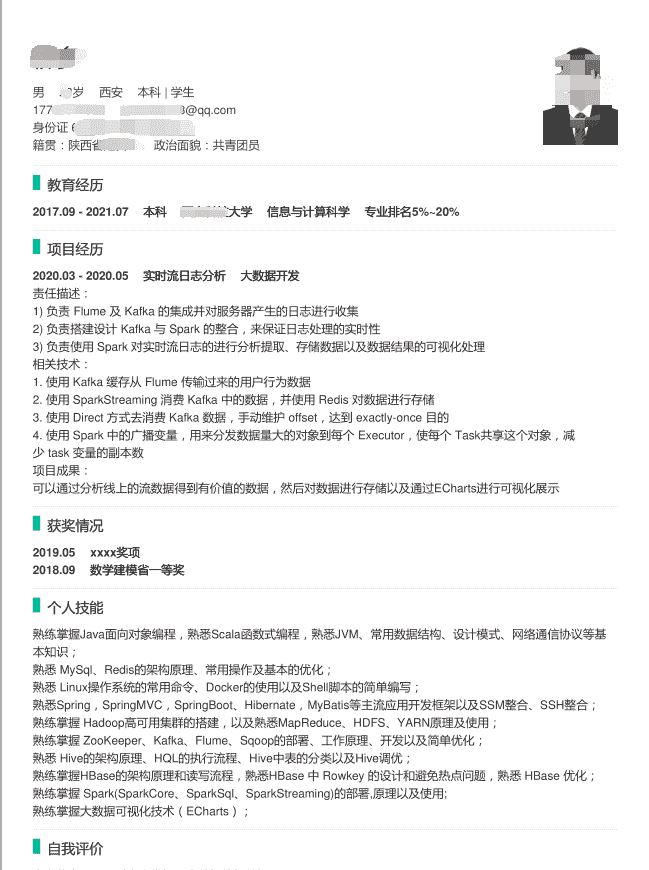 男 岁 西安 本科 | 学生
177 8@qq.com
身份证 6
籍贯：陕西省 政治面貌：共青团员
教育经历
2017.09 - 2021.07 本科 大学 信息与计算科学 专业排名5%~20%
项目经历
2020.03 - 2020.05 实时流日志分析 大数据开发
责任描述：
1) 负责 Flume 及 Kafka 的集成并对服务器产生的日志进行收集
2) 负责搭建设计 Kafka 与 Spark 的整合，来保证日志处理的实时性
3) 负责使用 Spark 对实时流日志的进行分析提取、存储数据以及数据结果的可视化处理
相关技术：
1. 使用 Kafka 缓存从 Flume 传输过来的用户行为数据
2. 使用 SparkStreaming 消费 Kafka 中的数据，并使用 Redis 对数据进行存储
3. 使用 Direct 方式去消费 Kafka 数据，手动维护 offset，达到 exactly-once 目的
4. 使用 Spark 中的广播变量，用来分发数据量大的对象到每个 Executor，使每个 Task共享这个对象，减
少 task 变量的副本数
项目成果：
可以通过分析线上的流数据得到有价值的数据，然后对数据进行存储以及通过ECharts进行可视化展示
获奖情况
2019.05 xxxx奖项
2018.09 数学建模省一等奖
个人技能
熟练掌握Java面向对象编程，熟悉Scala函数式编程，熟悉JVM、常用数据结构、设计模式、网络通信协议等基
本知识；
熟悉 MySql、Redis的架构原理、常用操作及基本的优化；
熟悉 Linux操作系统的常用命令、Docker的使用以及Shell脚本的简单编写；
熟悉Spring，SpringMVC，SpringBoot、Hibernate，MyBatis等主流应用开发框架以及SSM整合、SSH整合；
熟练掌握 Hadoop高可用集群的搭建，以及熟悉MapReduce、HDFS、YARN原理及使用；
熟练掌握 ZooKeeper、Kafka、Flume、Sqoop的部署、工作原理、开发以及简单优化；
熟悉 Hive的架构原理、HQL的执行流程、Hive中表的分类以及Hive调优；
熟练掌握HBase的架构原理和读写流程，熟悉HBase 中 Rowkey 的设计和避免热点问题，熟悉 HBase 优化；
熟练掌握 Spark(SparkCore、SparkSql、SparkStreaming)的部署,原理以及使用;
熟练掌握大数据可视化技术（ECharts）；
自我评价